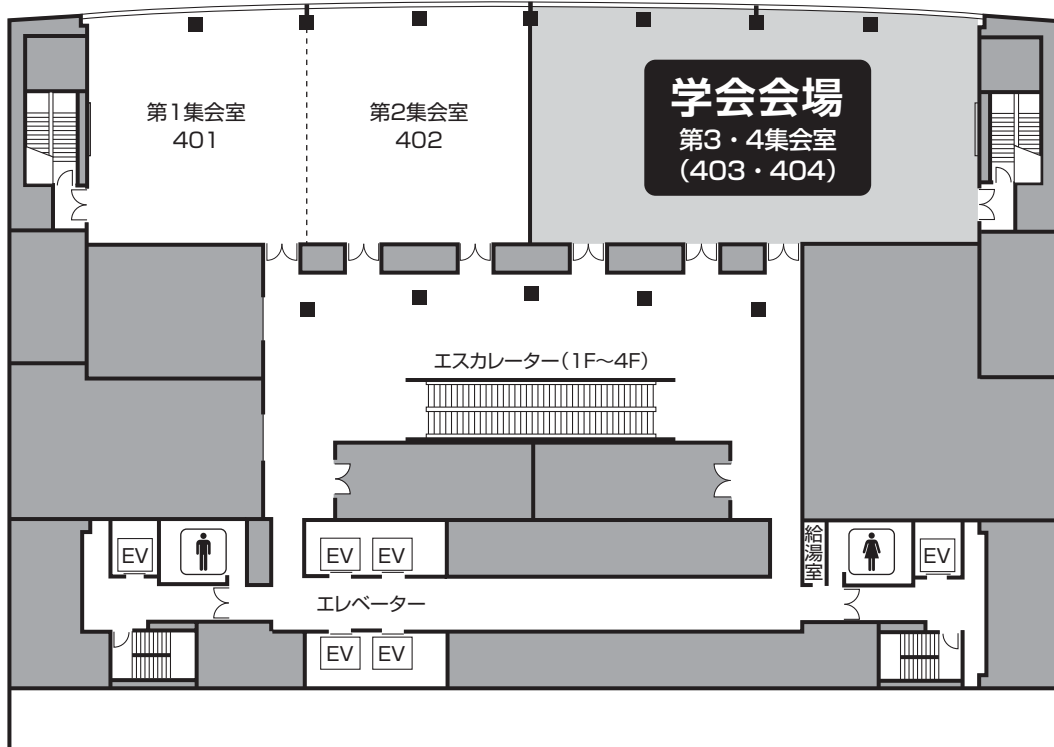 第1集会室
401
第2集会室
402
学会会場
第3・4集会室
(403・404)
エスカレーター(1F〜4F)
EV
EV
EV
給湯室
EV
エレベーター
EV
EV